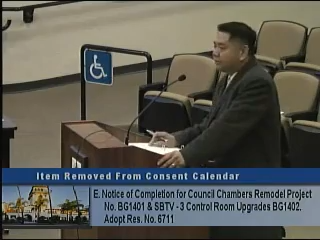 Item Removed From Consent Calendar
E. Notice of Completion for Council Chambers Remodel Project
No. BG1401 & SBTV - 3 Control Room Upgrades BG1402.
Adopt Res. No. 6711